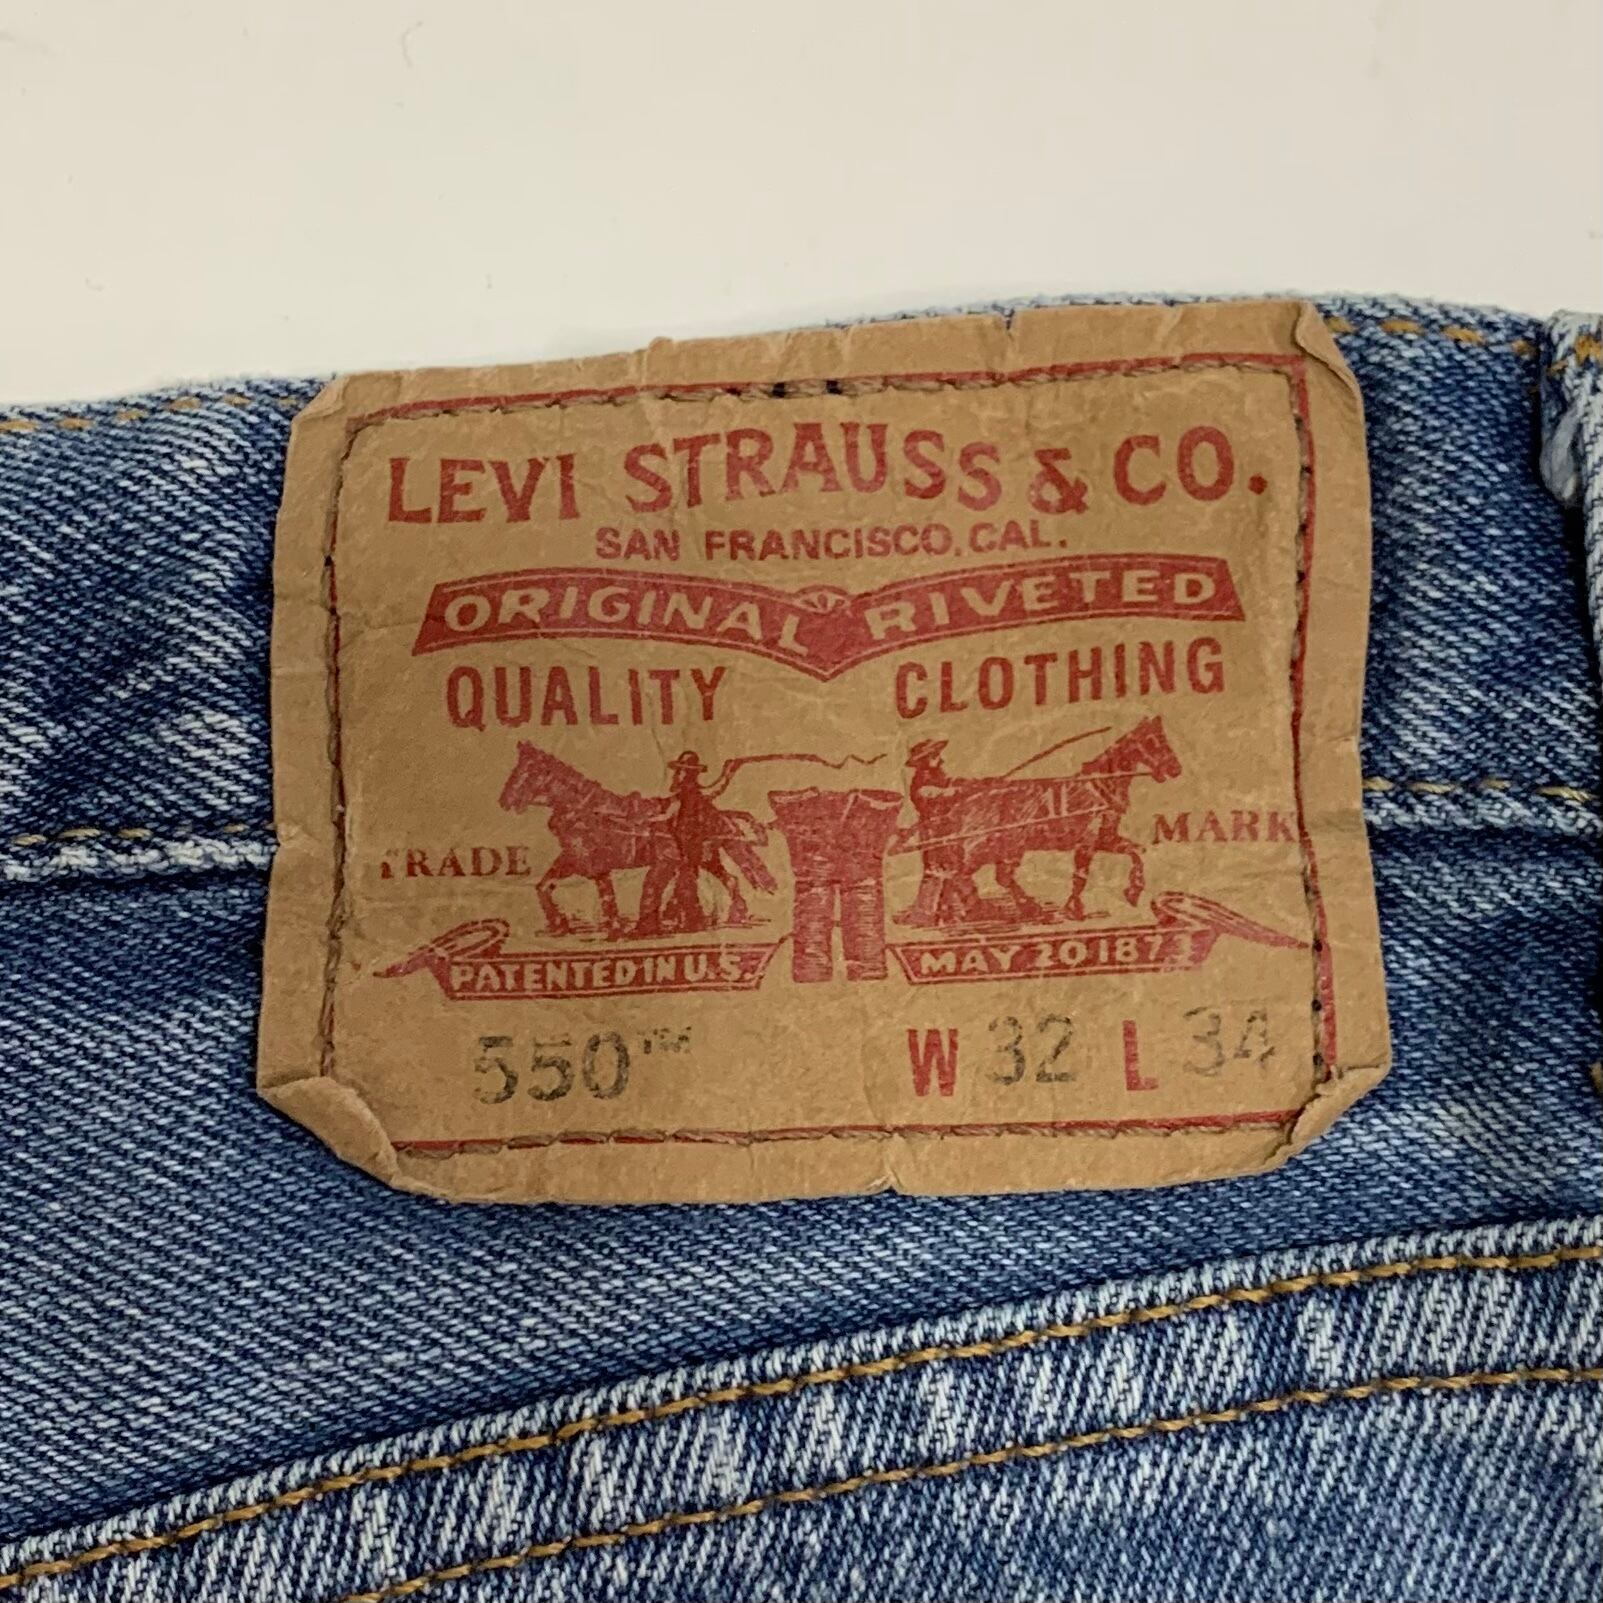 LEVI STRAUSS & CO.
SAN FRANCISCO, CAL.
ORIGINAL RIVETED
QUALITY CLOTHING
TRADE MARK
PATENTED IN U.S. MAY 20 1873
550™ W 32 L 34